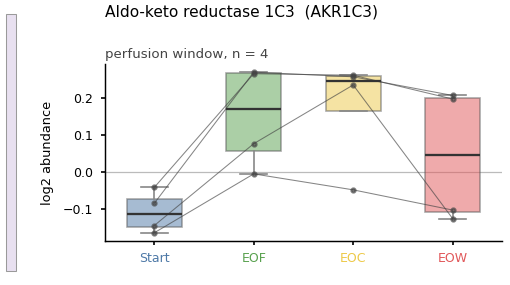 Aldo-keto reductase 1C3  (AKR1C3)
perfusion window, n = 4
log2 abundance
0.2
0.1
0.0
−0.1
Start EOF EOC EOW